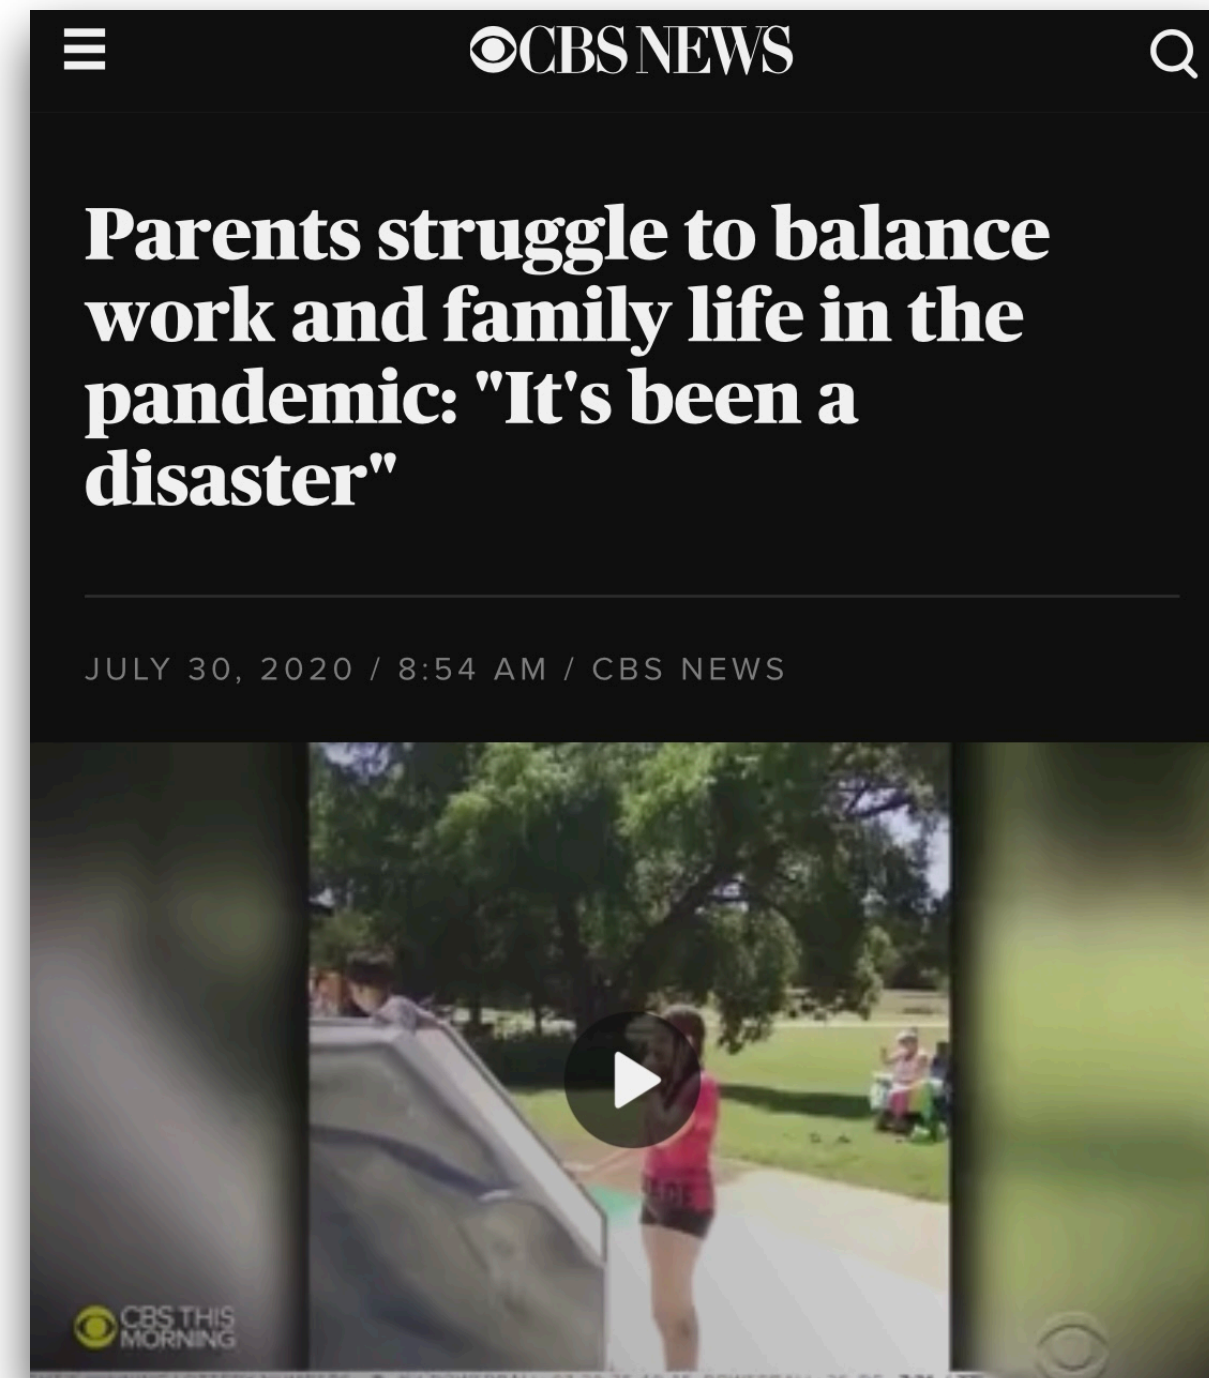 CBS NEWS
Parents struggle to balance
work and family life in the
pandemic: "It's been a
disaster"
JULY 30, 2020 / 8:54 AM / CBS NEWS
CBS THIS
MORNING